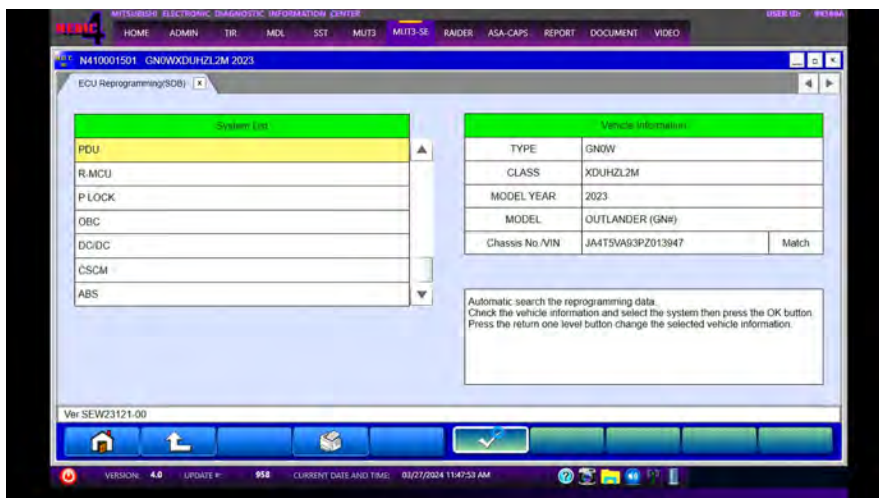 MITSUBISHI ELECTRONIC DIAGNOSTIC INFORMATION CENTER
USER ID:
MEDIC 4
HOME ADMIN TIR MDL SST MUT3 MUT3-SE RAIDER ASA-CAPS REPORT DOCUMENT VIDEO
N410001501 GN0WXDUHZL2M 2023
ECU Reprogramming(SDB) x
System List
PDU
R-MCU
P LOCK
OBC
DC/DC
CSCM
ABS
Vehicle Information
TYPE GN0W
CLASS XDUHZL2M
MODEL YEAR 2023
MODEL OUTLANDER (GN#)
Chassis No./VIN JA4T5VA93PZ013947 Match
Automatic search the reprogramming data.
Check the vehicle information and select the system then press the OK button.
Press the return one level button change the selected vehicle information.
Ver SEW23121-00
VERSION: 4.0 UPDATE #: 958 CURRENT DATE AND TIME: 03/27/2024 11:47:53 AM